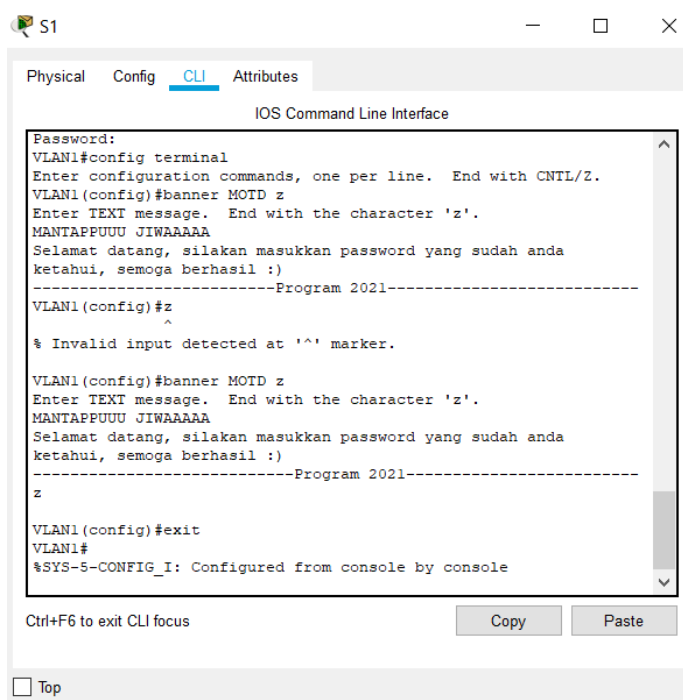 S1
Physical Config CLI Attributes
IOS Command Line Interface
Password:
VLAN1#config terminal
Enter configuration commands, one per line.  End with CNTL/Z.
VLAN1(config)#banner MOTD z
Enter TEXT message.  End with the character 'z'.
MANTAPPUUU JIWAAAAA
Selamat datang, silakan masukkan password yang sudah anda
ketahui, semoga berhasil :)
--------------------------Program 2021---------------------------
VLAN1(config)#z
^
% Invalid input detected at '^' marker.
VLAN1(config)#banner MOTD z
Enter TEXT message.  End with the character 'z'.
MANTAPPUUU JIWAAAAA
Selamat datang, silakan masukkan password yang sudah anda
ketahui, semoga berhasil :)
----------------------------Program 2021-------------------------
z
VLAN1(config)#exit
VLAN1#
%SYS-5-CONFIG_I: Configured from console by console
Ctrl+F6 to exit CLI focus
Copy Paste
Top